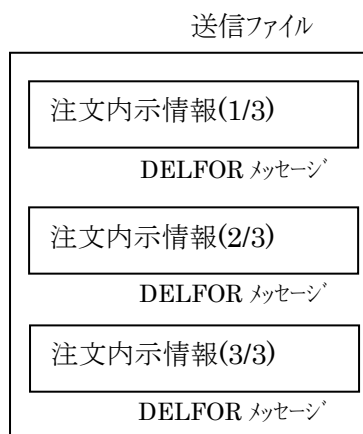 送信ファイル
注文内示情報(1/3)
DELFOR メッセージ
注文内示情報(2/3)
DELFOR メッセージ
注文内示情報(3/3)
DELFOR メッセージ